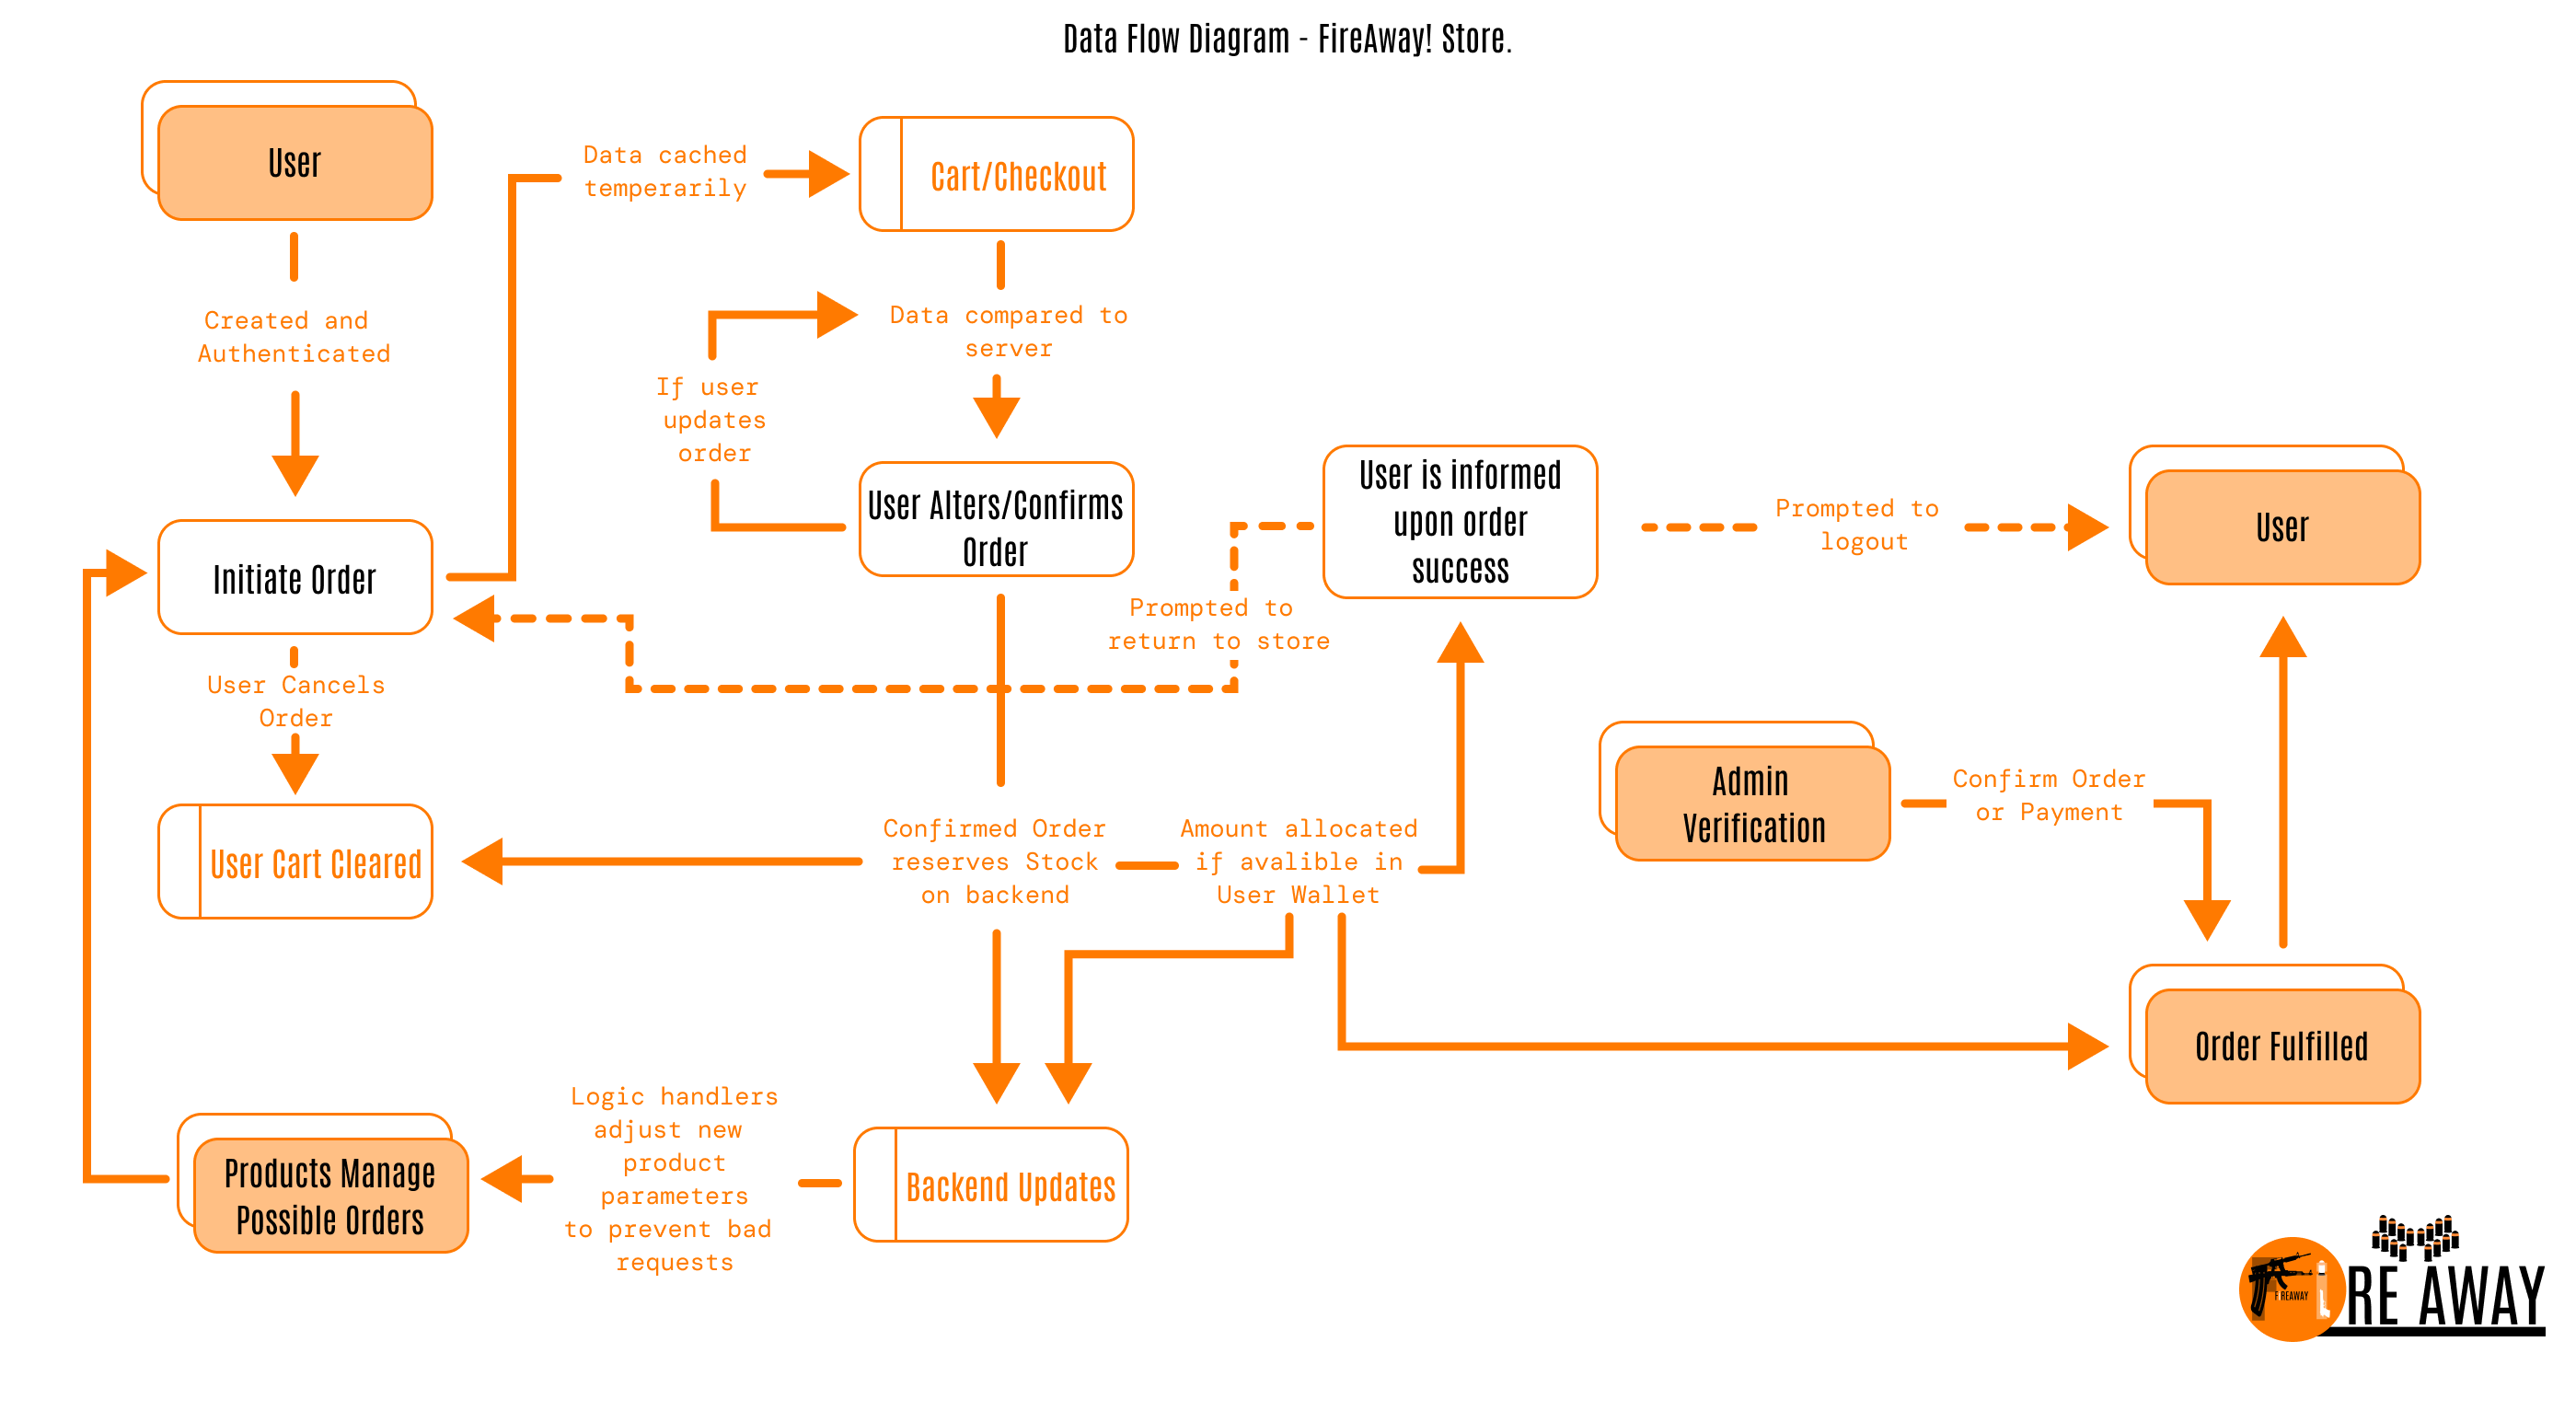 Data Flow Diagram - FireAway! Store.
User
Created and
Authenticated
Initiate Order
User Cancels
Order
User Cart Cleared
Data cached
temperarily
Cart/Checkout
Data compared to
server
If user
updates
order
User Alters/Confirms
Order
Prompted to
return to store
User is informed
upon order
success
Prompted to
logout
User
Admin
Verification
Confirm Order
or Payment
Confirmed Order
reserves Stock
on backend
Amount allocated
if avalible in
User Wallet
Order Fulfilled
Products Manage
Possible Orders
Logic handlers
adjust new
product
parameters
to prevent bad
requests
Backend Updates
FIREAWAY
FiRE AWAY